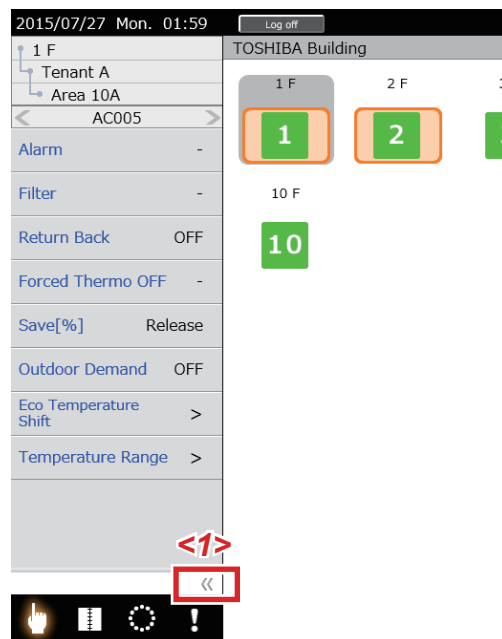 2015/07/27 Mon. 01:59
Log off
1 F
Tenant A
Area 10A
< AC005 >
Alarm -
Filter -
Return Back OFF
Forced Thermo OFF -
Save[%] Release
Outdoor Demand OFF
Eco Temperature
Shift >
Temperature Range >
<1>
«
!
TOSHIBA Building
1 F 2 F
1 2
10 F
10